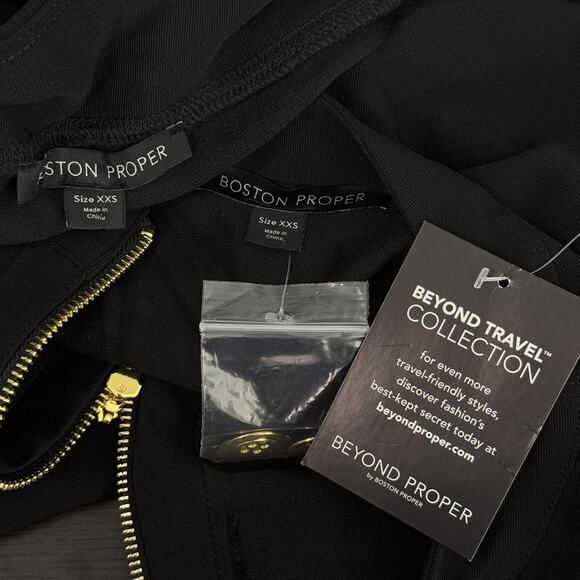 BOSTON PROPER
Size XXS
Made in
China
BOSTON PROPER
Size XXS
Made in
China
BEYOND TRAVEL™
COLLECTION
for even more
travel-friendly styles,
discover fashion's
best-kept secret today at
beyondproper.com
BEYOND PROPER
by BOSTON PROPER